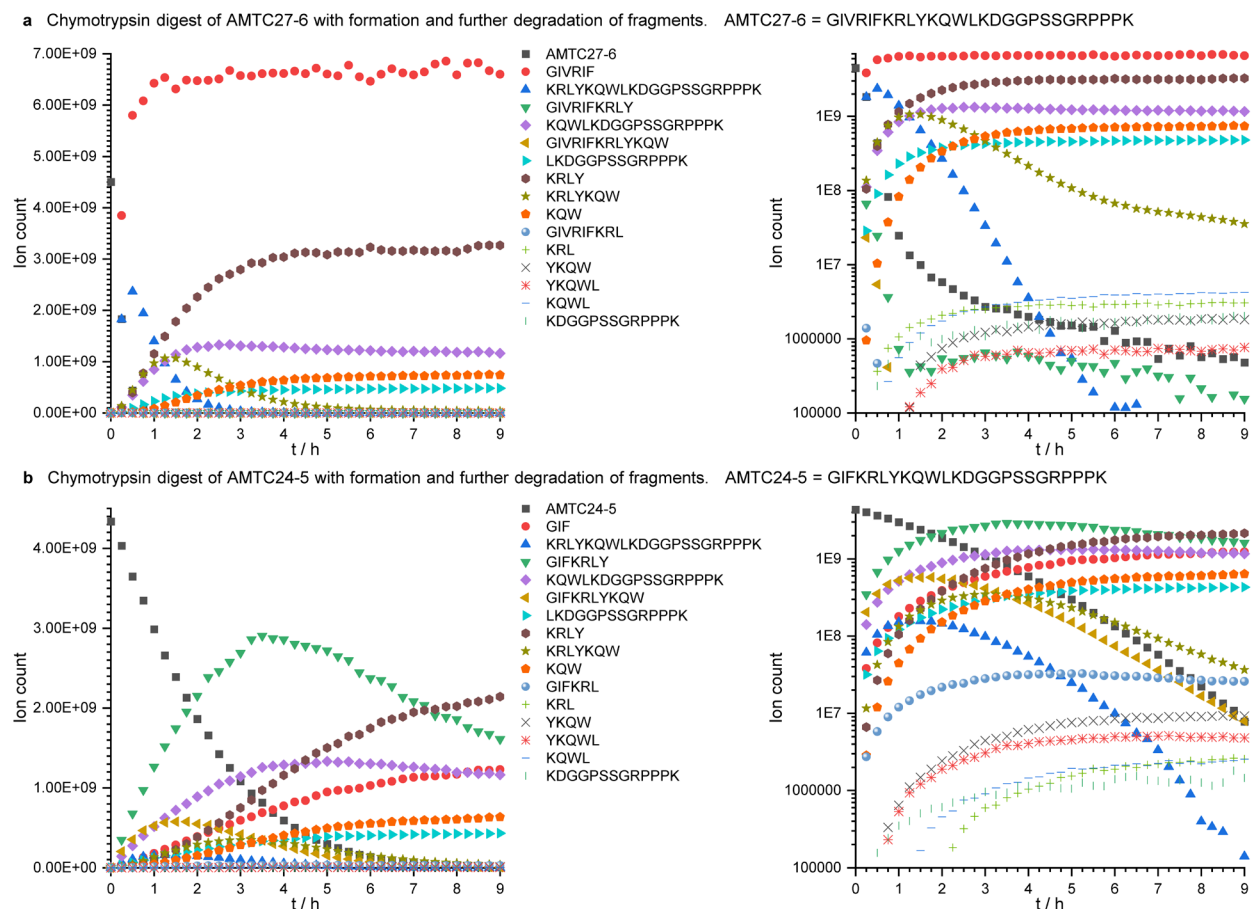 a Chymotrypsin digest of AMTC27-6 with formation and further degradation of fragments. AMTC27-6 = GIVRIFKRLYKQWLKDGGPSSGRPPPK
7.00E+09
6.00E+09
5.00E+09
4.00E+09
3.00E+09
2.00E+09
1.00E+09
0.00E+00
Ion count
0 1 2 3 4 5 6 7 8 9
t / h
AMTC27-6
GIVRIF
KRLYKQWLKDGGPSSGRPPPK
GIVRIFKRLY
KQWLKDGGPSSGRPPPK
GIVRIFKRLYKQW
LKDGGPSSGRPPPK
KRLY
KRLYKQW
KQW
GIVRIFKRL
KRL
YKQW
YKQWL
KQWL
KDGGPSSGRPPPK
1E9
1E8
1E7
1000000
100000
Ion count
0 1 2 3 4 5 6 7 8 9
t / h
b Chymotrypsin digest of AMTC24-5 with formation and further degradation of fragments. AMTC24-5 = GIFKRLYKQWLKDGGPSSGRPPPK
4.00E+09
3.00E+09
2.00E+09
1.00E+09
0.00E+00
Ion count
0 1 2 3 4 5 6 7 8 9
t / h
AMTC24-5
GIF
KRLYKQWLKDGGPSSGRPPPK
GIFKRLY
KQWLKDGGPSSGRPPPK
GIFKRLYKQW
LKDGGPSSGRPPPK
KRLY
KRLYKQW
KQW
GIFKRL
KRL
YKQW
YKQWL
KQWL
KDGGPSSGRPPPK
1E9
1E8
1E7
1000000
100000
Ion count
0 1 2 3 4 5 6 7 8 9
t / h